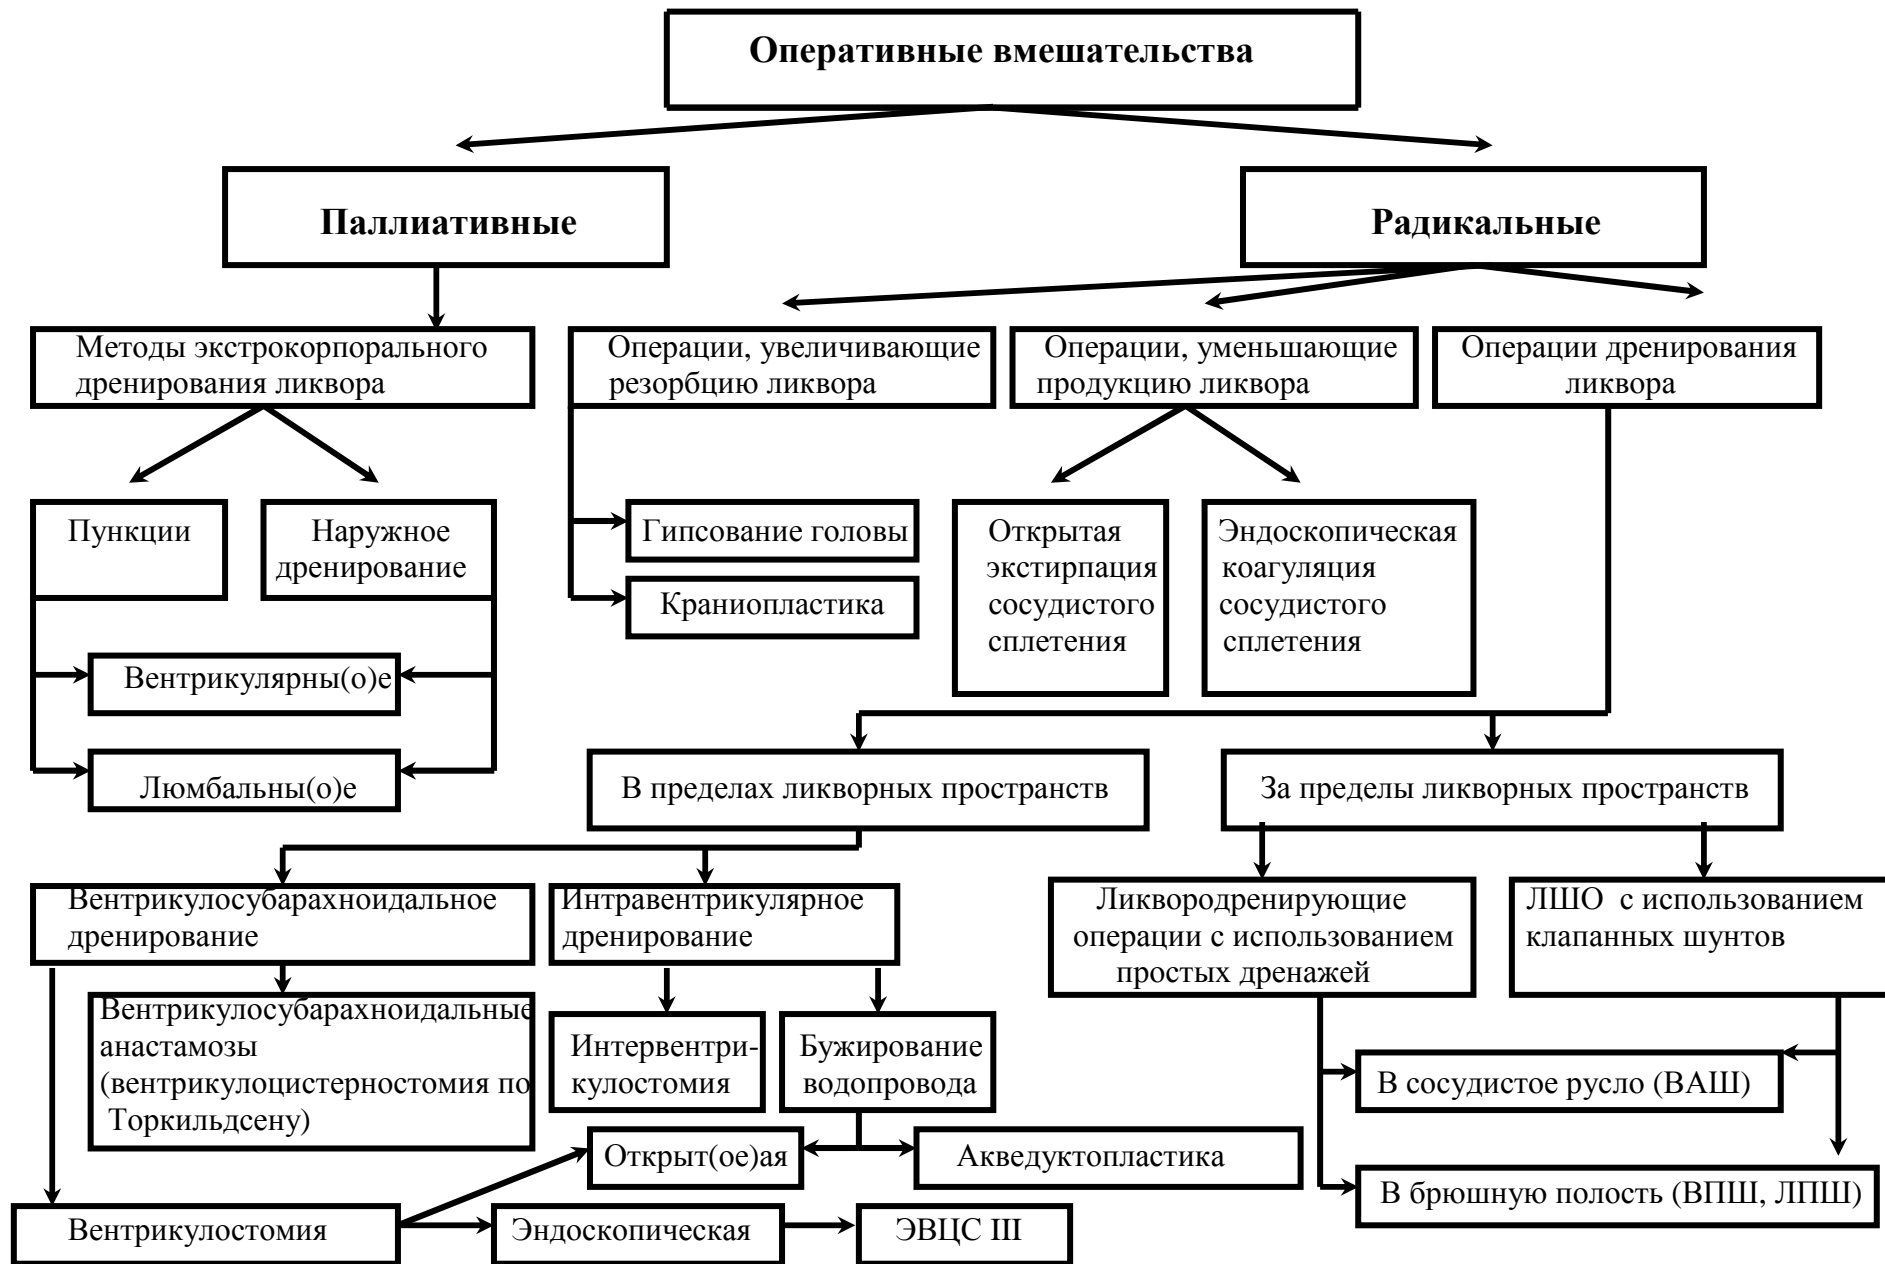 Оперативные вмешательства
Паллиативные
Радикальные
Методы экстрокорпорального
дренирования ликвора
Операции, увеличивающие
резорбцию ликвора
Операции, уменьшающие
продукцию ликвора
Операции дренирования
ликвора
Пункции
Наружное
дренирование
Гипсование головы
Краниопластика
Открытая
экстирпация
сосудистого
сплетения
Эндоскопическая
коагуляция
сосудистого
сплетения
Вентрикулярны(о)е
Люмбальны(о)е
В пределах ликворных пространств
За пределы ликворных пространств
Вентрикулосубарахноидальное
дренирование
Интравентрикулярное
дренирование
Ликвородренирующие
операции с использованием
простых дренажей
ЛШО  с использованием
клапанных шунтов
Вентрикулосубарахноидальные
анастамозы
(вентрикулоцистерностомия по
Торкильдсену)
Интервентри-
кулостомия
Бужирование
водопровода
В сосудистое русло (ВАШ)
Открыт(ое)ая
Акведуктопластика
В брюшную полость (ВПШ, ЛПШ)
Вентрикулостомия
Эндоскопическая
ЭВЦС III